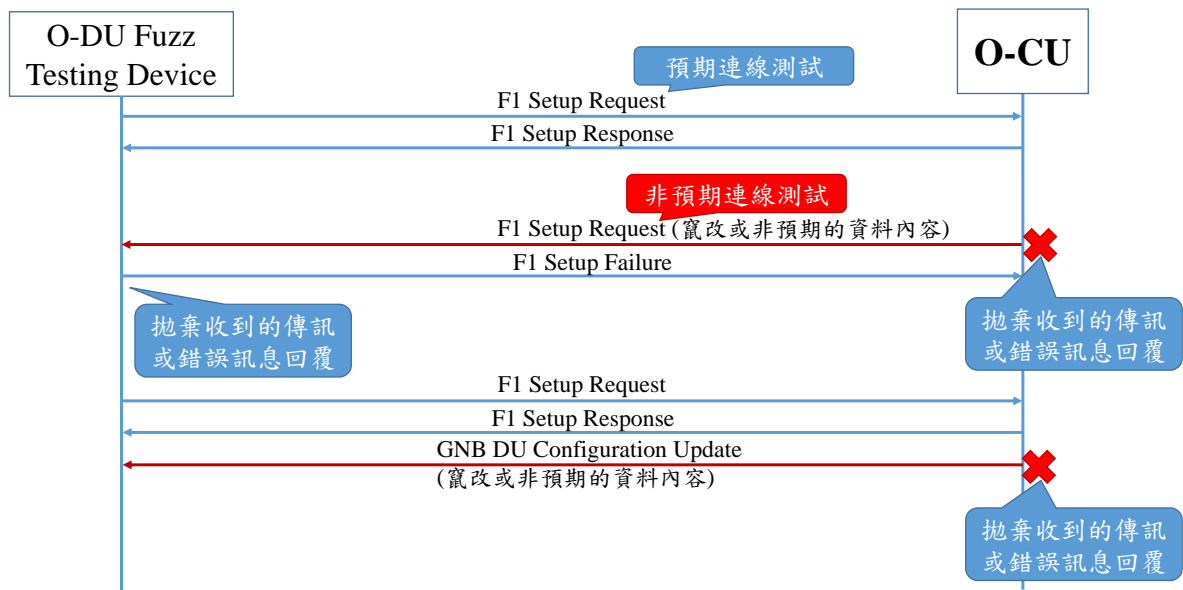 O-DU Fuzz
Testing Device
O-CU
預期連線測試
F1 Setup Request
F1 Setup Response
非預期連線測試
F1 Setup Request (竄改或非預期的資料內容)
F1 Setup Failure
拋棄收到的傳訊
或錯誤訊息回覆
拋棄收到的傳訊
或錯誤訊息回覆
F1 Setup Request
F1 Setup Response
GNB DU Configuration Update
(竄改或非預期的資料內容)
拋棄收到的傳訊
或錯誤訊息回覆